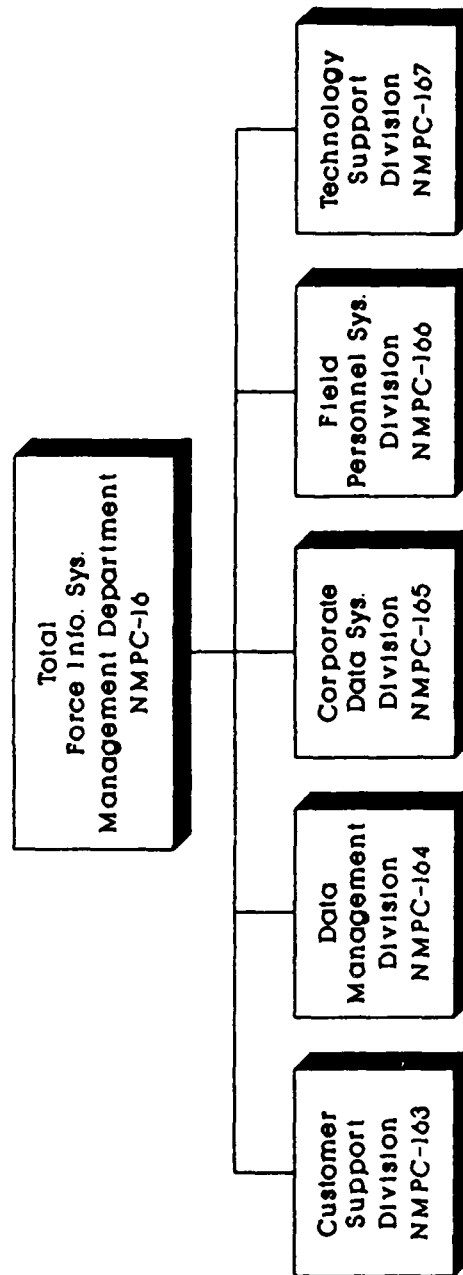 Total
Force Info. Sys.
Management Department
NMPC-16
Customer
Support
Division
NMPC-163
Data
Management
Division
NMPC-164
Corporate
Data Sys.
Division
NMPC-165
Field
Personnel Sys.
Division
NMPC-166
Technology
Support
Division
NMPC-167